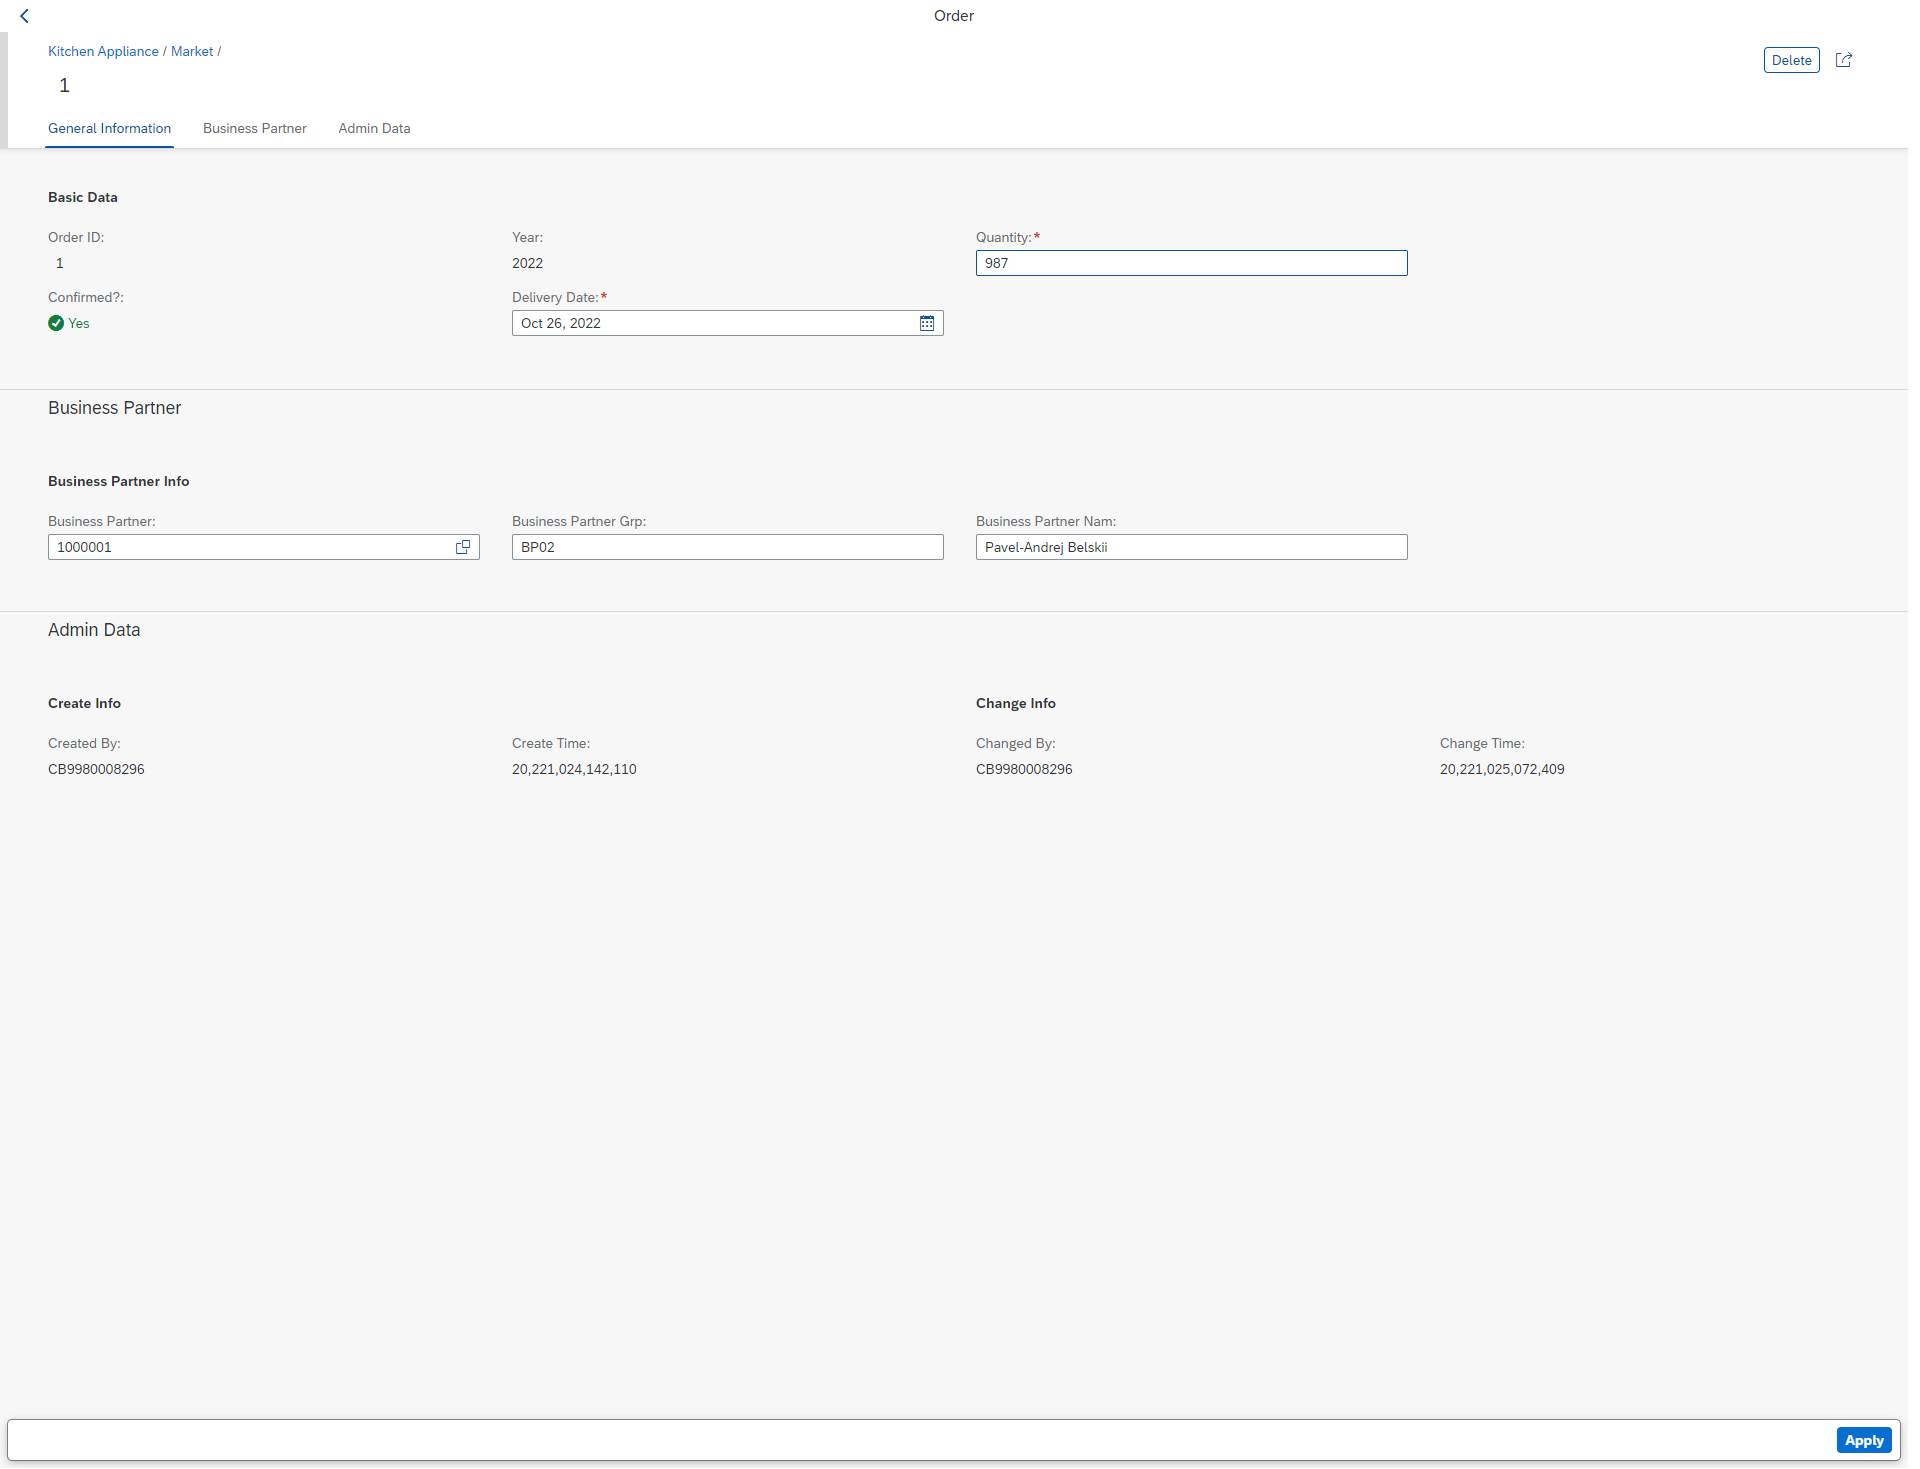 Order
Kitchen Appliance / Market /
Delete
1
General Information Business Partner Admin Data
Basic Data
Order ID: Year: Quantity:*
1 2022 987
Confirmed?: Delivery Date:*
Yes Oct 26, 2022
Business Partner
Business Partner Info
Business Partner: Business Partner Grp: Business Partner Nam:
1000001 BP02 Pavel-Andrej Belskii
Admin Data
Create Info Change Info
Created By: Create Time: Changed By: Change Time:
CB9980008296 20,221,024,142,110 CB9980008296 20,221,025,072,409
Apply